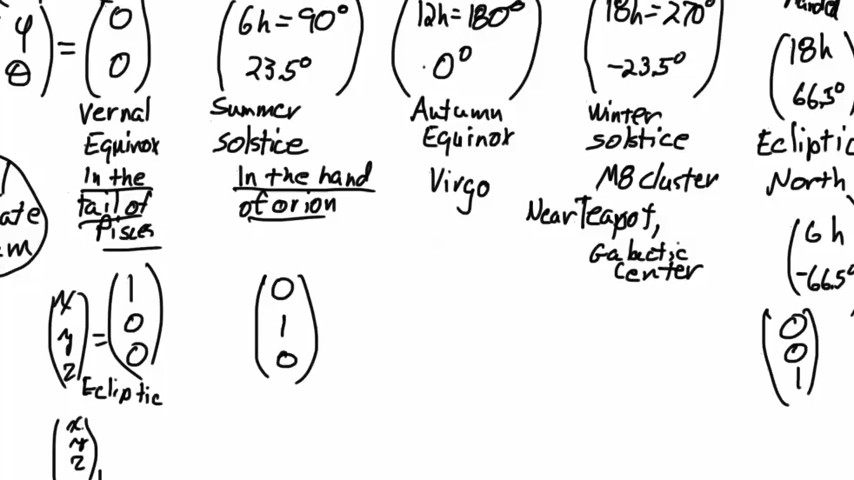 φ
θ
=
0
0
6h=90°
23.5°
12h=180°
0°
18h=270°
-23.5°
18h
66.5°
Vernal
Equinox
In the
tail of
Pisces
Summer
solstice
In the hand
of orion
Autumn
Equinox
Virgo
Winter
solstice
M8 cluster
Near Teapot,
Galactic
Center
Ecliptic
North
6h
-66.5°
ate
m
x
y
z
=
1
0
0
Ecliptic
0
1
0
0
0
1
x
y
z